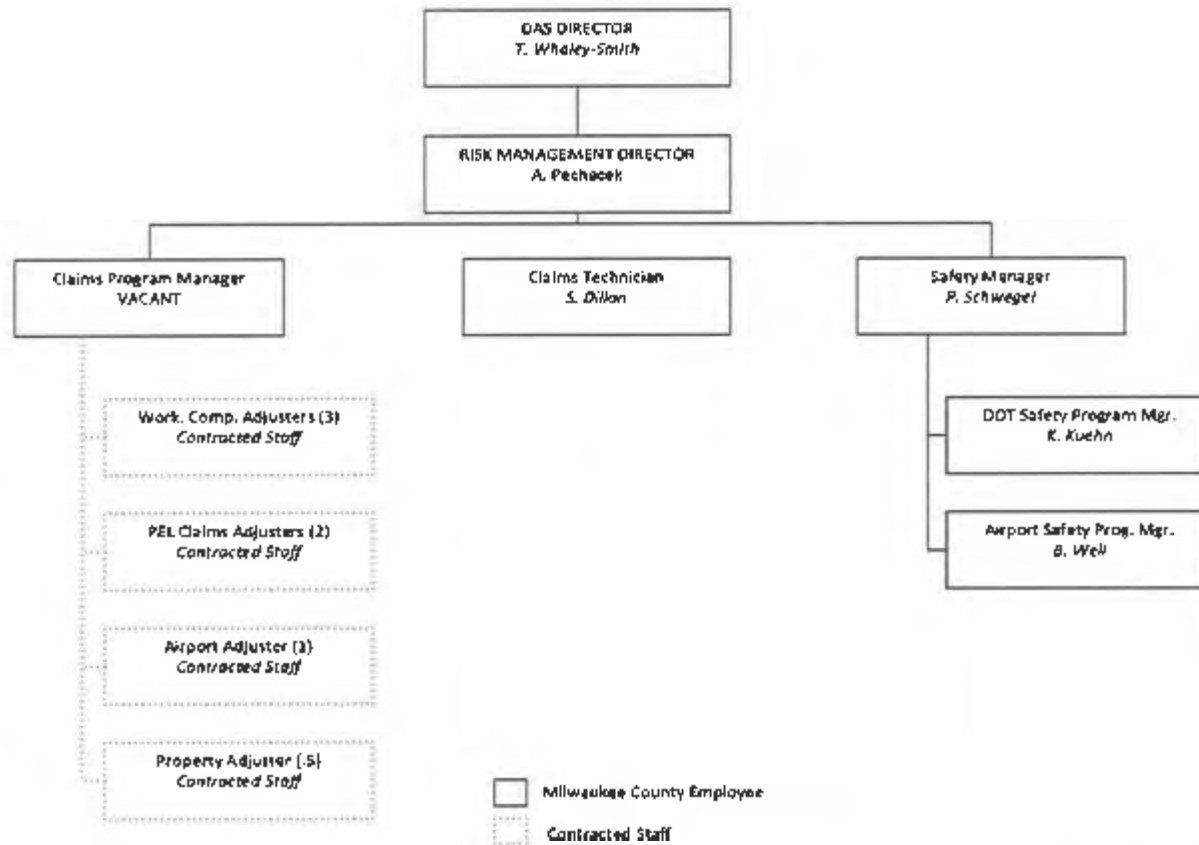 DAS DIRECTOR
T. Whaley-Smith
RISK MANAGEMENT DIRECTOR
A. Pechacek
Claims Program Manager
VACANT
Claims Technician
S. Dillon
Safety Manager
P. Schwegel
Work. Comp. Adjusters (3)
Contracted Staff
PEL Claims Adjusters (2)
Contracted Staff
Airport Adjuster (1)
Contracted Staff
Property Adjuster (.5)
Contracted Staff
DOT Safety Program Mgr.
K. Kuehn
Airport Safety Prog. Mgr.
B. Well
Milwaukee County Employee
Contracted Staff